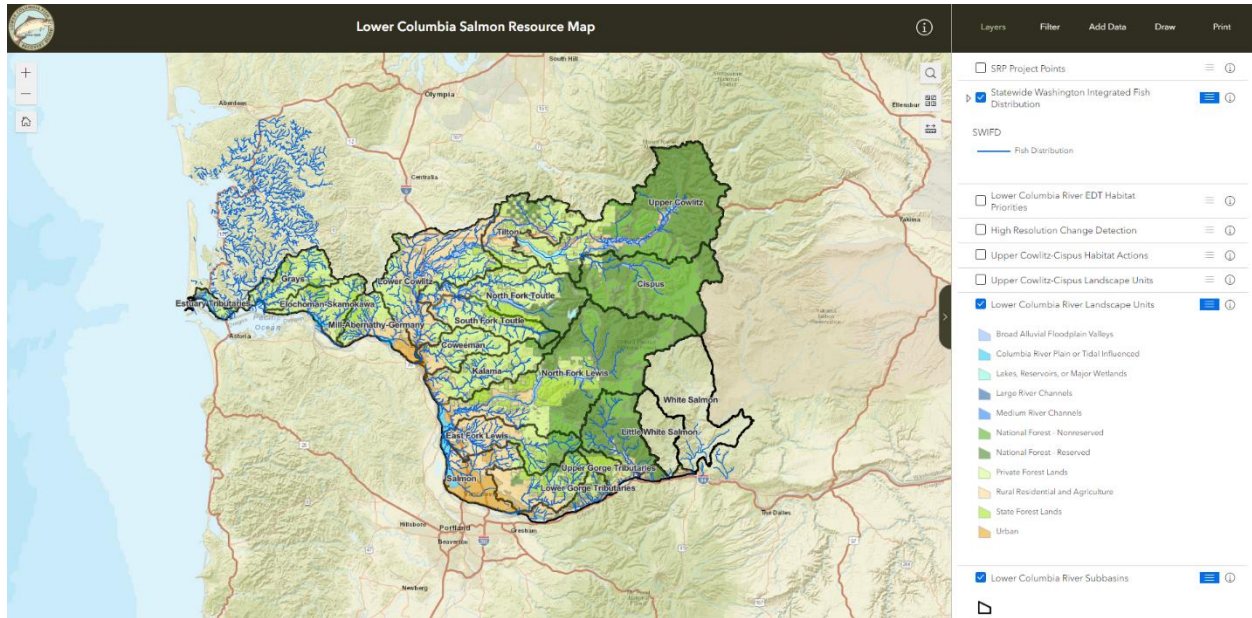 Lower Columbia Salmon Resource Map
Layers
Filter
Add Data
Draw
Print
SRP Project Points
Statewide Washington Integrated Fish
Distribution
SWIFD
Fish Distribution
Lower Columbia River EDT Habitat
Priorities
High Resolution Change Detection
Upper Cowlitz-Cispus Habitat Actions
Upper Cowlitz-Cispus Landscape Units
Lower Columbia River Landscape Units
Broad Alluvial Floodplain Valleys
Columbia River Plain or Tidal Influenced
Lakes, Reservoirs, or Major Wetlands
Large River Channels
Medium River Channels
National Forest - Nonreserved
National Forest - Reserved
Private Forest Lands
Rural Residential and Agriculture
State Forest Lands
Urban
Lower Columbia River Subbasins
South Hill
Olympia
Aberdeen
Ellensbur
Centralia
Yakima
Upper Cowlitz
Tilton
Cispus
Grays
Lower Cowlitz
North Fork Toutle
Estuary Tributaries
Elochoman-Skamokawa
South Fork Toutle
Mill-Abernathy-Germany
Pacific
Ocean
Astoria
Coweeman
Kalama
North Fork Lewis
White Salmon
East Fork Lewis
Little White Salmon
Upper Gorge Tributaries
Salmon
Lower Gorge Tributaries
The Dalles
Hillsboro
Portland
Gresham
Beaverton
Newberg